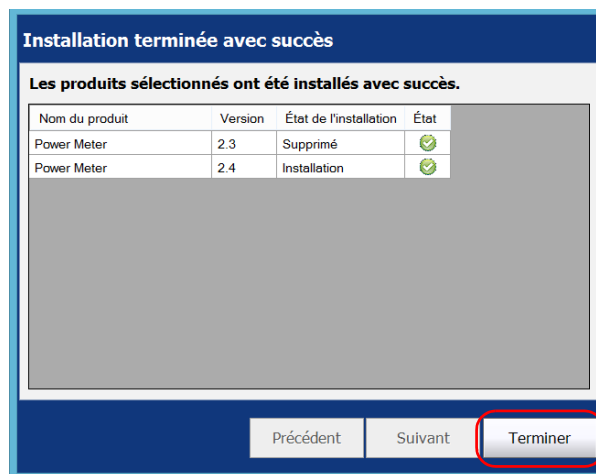 Installation terminée avec succès
Les produits sélectionnés ont été installés avec succès.
Nom du produit Version État de l'installation État
Power Meter 2.3 Supprimé
Power Meter 2.4 Installation
Précédent Suivant Terminer